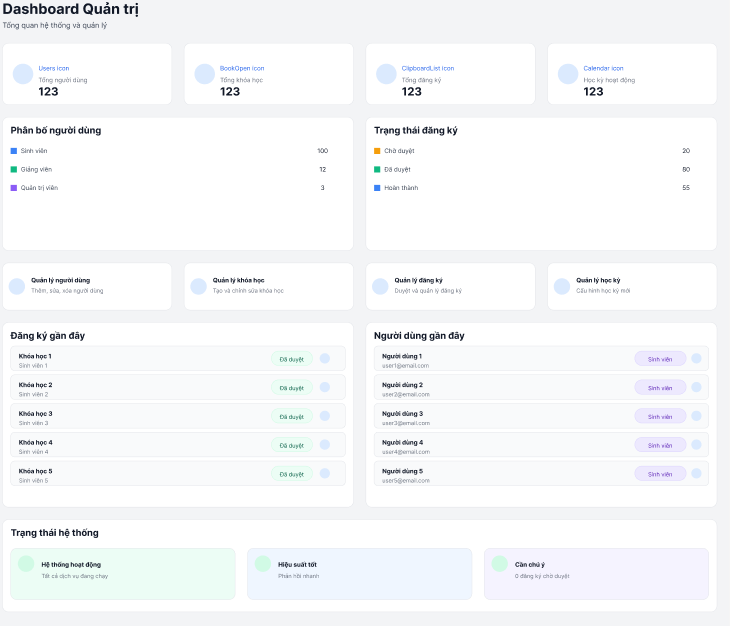 Dashboard Quản trị
Tổng quan hệ thống và quản lý
Users icon
Tổng người dùng
123
BookOpen icon
Tổng khóa học
123
ClipboardList icon
Tổng đăng ký
123
Calendar icon
Học kỳ hoạt động
123
Phân bố người dùng
Sinh viên 100
Giảng viên 12
Quản trị viên 3
Trạng thái đăng ký
Chờ duyệt 20
Đã duyệt 80
Hoàn thành 55
Quản lý người dùng
Thêm, sửa, xóa người dùng
Quản lý khóa học
Tạo và chỉnh sửa khóa học
Quản lý đăng ký
Duyệt và quản lý đăng ký
Quản lý học kỳ
Cấu hình học kỳ mới
Đăng ký gần đây
Khóa học 1
Sinh viên 1
Đã duyệt
Khóa học 2
Sinh viên 2
Đã duyệt
Khóa học 3
Sinh viên 3
Đã duyệt
Khóa học 4
Sinh viên 4
Đã duyệt
Khóa học 5
Sinh viên 5
Đã duyệt
Người dùng gần đây
Người dùng 1
user1@email.com
Sinh viên
Người dùng 2
user2@email.com
Sinh viên
Người dùng 3
user3@email.com
Sinh viên
Người dùng 4
user4@email.com
Sinh viên
Người dùng 5
user5@email.com
Sinh viên
Trạng thái hệ thống
Hệ thống hoạt động
Tất cả dịch vụ đang chạy
Hiệu suất tốt
Phản hồi nhanh
Cần chú ý
0 đăng ký chờ duyệt